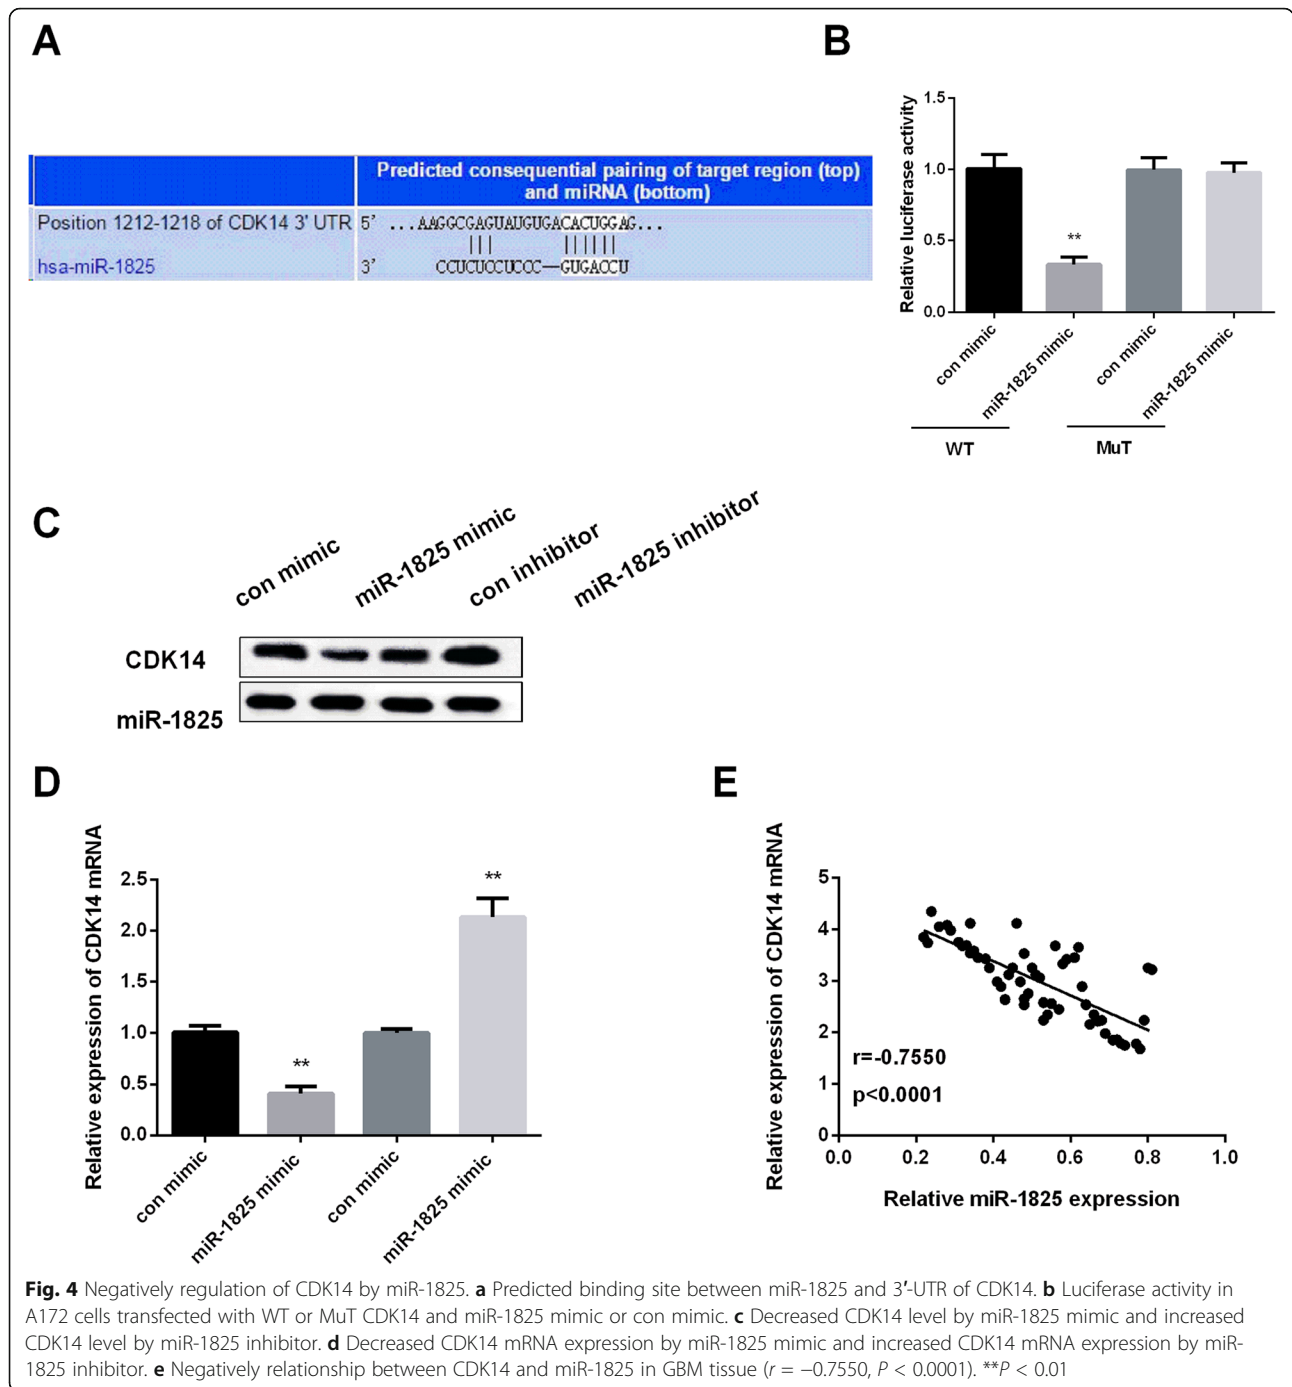 A
Predicted consequential pairing of target region (top)
and miRNA (bottom)
Position 1212-1218 of CDK14 3' UTR 5' ...AAGGCGAGUAUGUGACACUGGAG...
hsa-miR-1825 3' CCUCUCCUCCC—GUGACCU
B
Relative luciferase activity
1.5
1.0
0.5
0.0
**
con mimic
miR-1825 mimic
con mimic
miR-1825 mimic
WT
MuT
C
con mimic
miR-1825 mimic
con inhibitor
miR-1825 inhibitor
CDK14
miR-1825
D
Relative expression of CDK14 mRNA
2.5
2.0
1.5
1.0
0.5
0.0
**
**
con mimic
miR-1825 mimic
con mimic
miR-1825 mimic
E
Relative expression of CDK14 mRNA
5
4
3
2
1
0
r=-0.7550
p<0.0001
0.0 0.2 0.4 0.6 0.8 1.0
Relative miR-1825 expression
Fig. 4 Negatively regulation of CDK14 by miR-1825. a Predicted binding site between miR-1825 and 3′-UTR of CDK14. b Luciferase activity in
A172 cells transfected with WT or MuT CDK14 and miR-1825 mimic or con mimic. c Decreased CDK14 level by miR-1825 mimic and increased
CDK14 level by miR-1825 inhibitor. d Decreased CDK14 mRNA expression by miR-1825 mimic and increased CDK14 mRNA expression by miR-
1825 inhibitor. e Negatively relationship between CDK14 and miR-1825 in GBM tissue (r = −0.7550, P < 0.0001). **P < 0.01